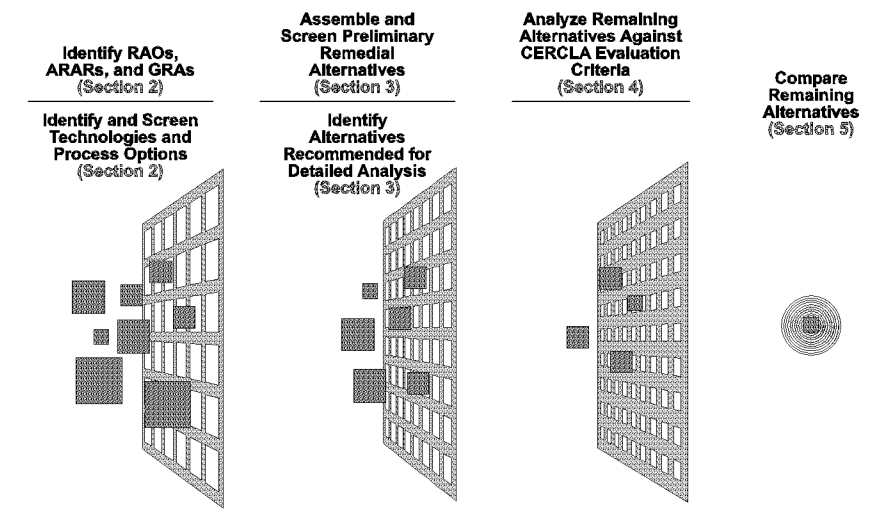 Identify RAOs,
ARARs, and GRAs
(Section 2)
Identify and Screen
Technologies and
Process Options
(Section 2)
Assemble and
Screen Preliminary
Remedial
Alternatives
(Section 3)
Identify
Alternatives
Recommended for
Detailed Analysis
(Section 3)
Analyze Remaining
Alternatives Against
CERCLA Evaluation
Criteria
(Section 4)
Compare
Remaining
Alternatives
(Section 5)